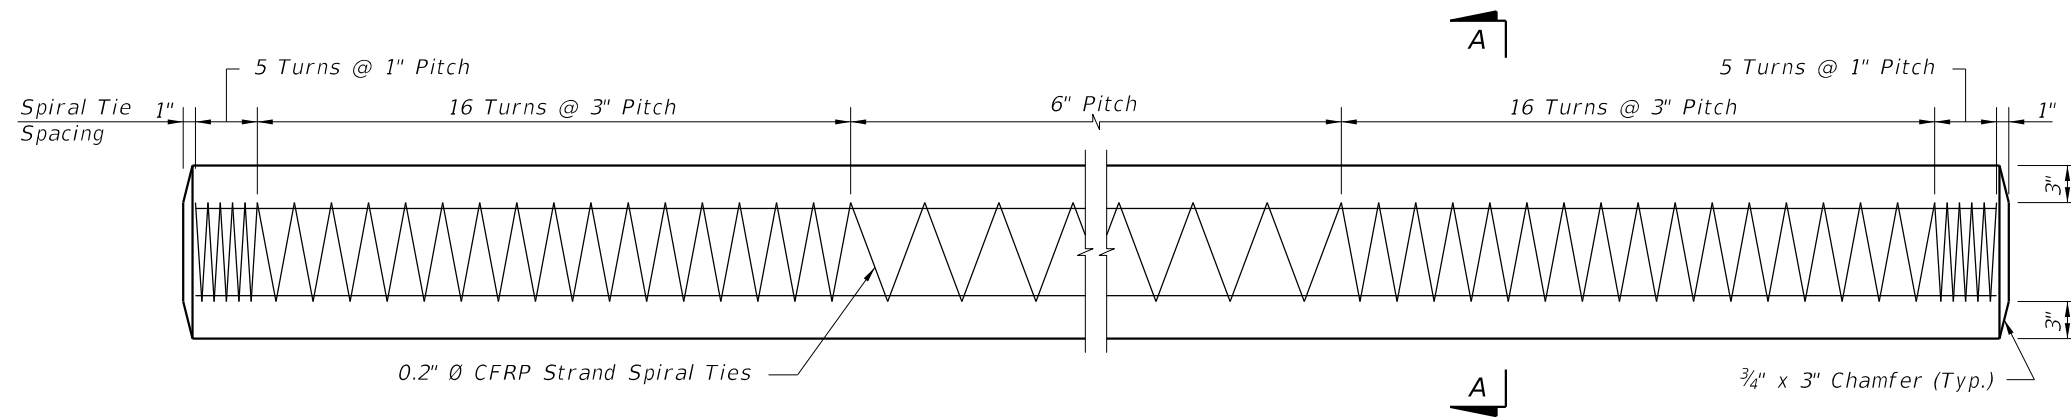 A
5 Turns @ 1" Pitch
5 Turns @ 1" Pitch
Spiral Tie
Spacing
1"
16 Turns @ 3" Pitch
6" Pitch
16 Turns @ 3" Pitch
1"
3"
3"
0.2" Ø CFRP Strand Spiral Ties
A
¾" x 3" Chamfer (Typ.)